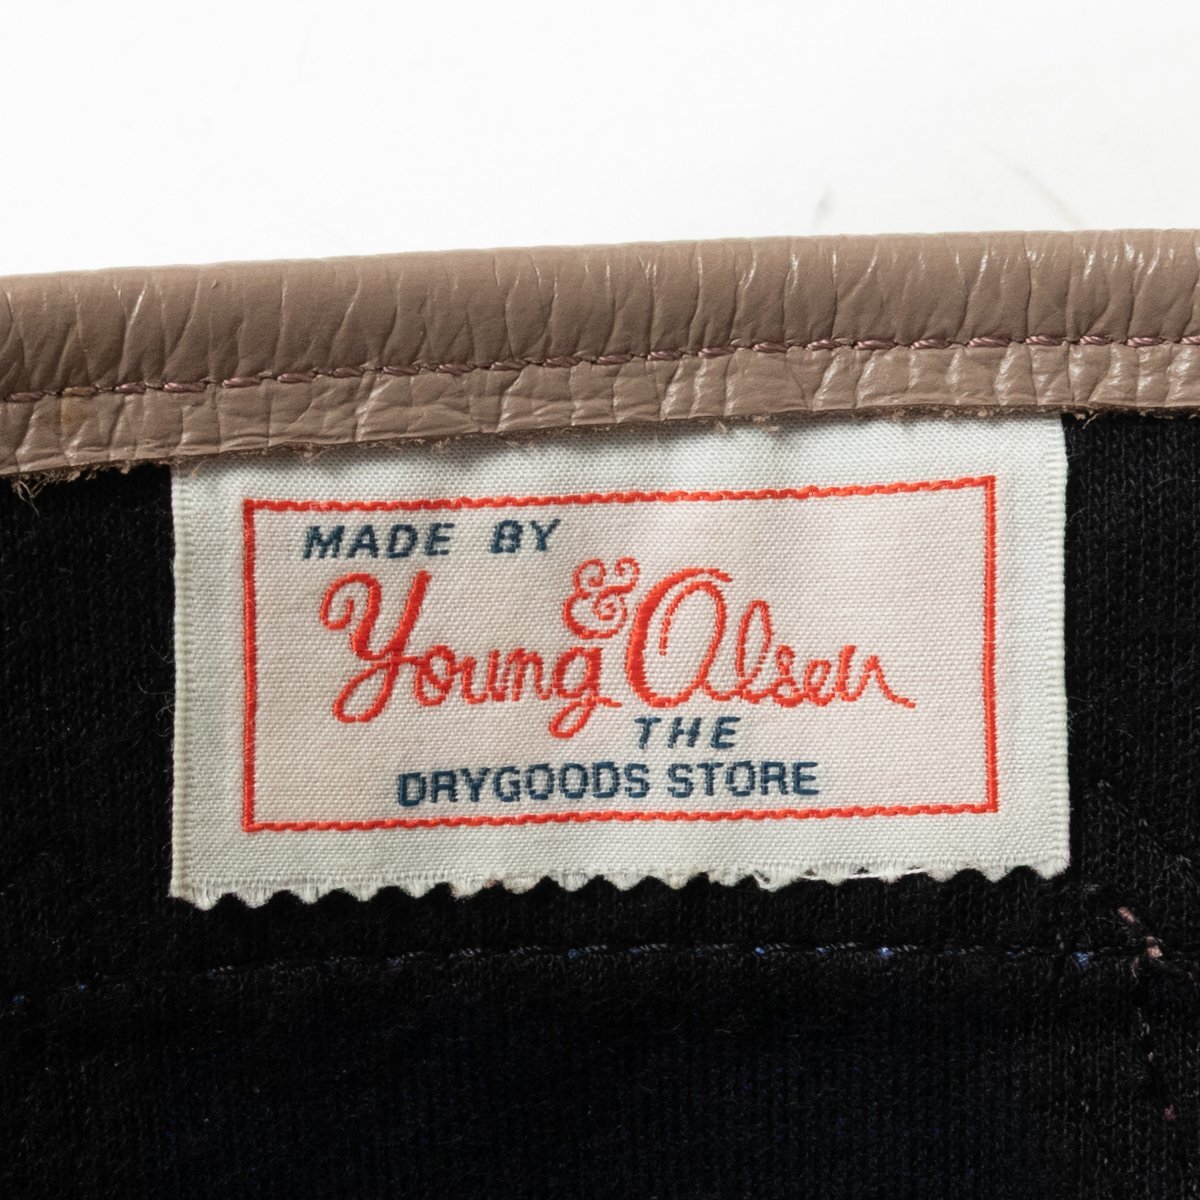 MADE BY
Young & Olsen
THE
DRYGOODS STORE